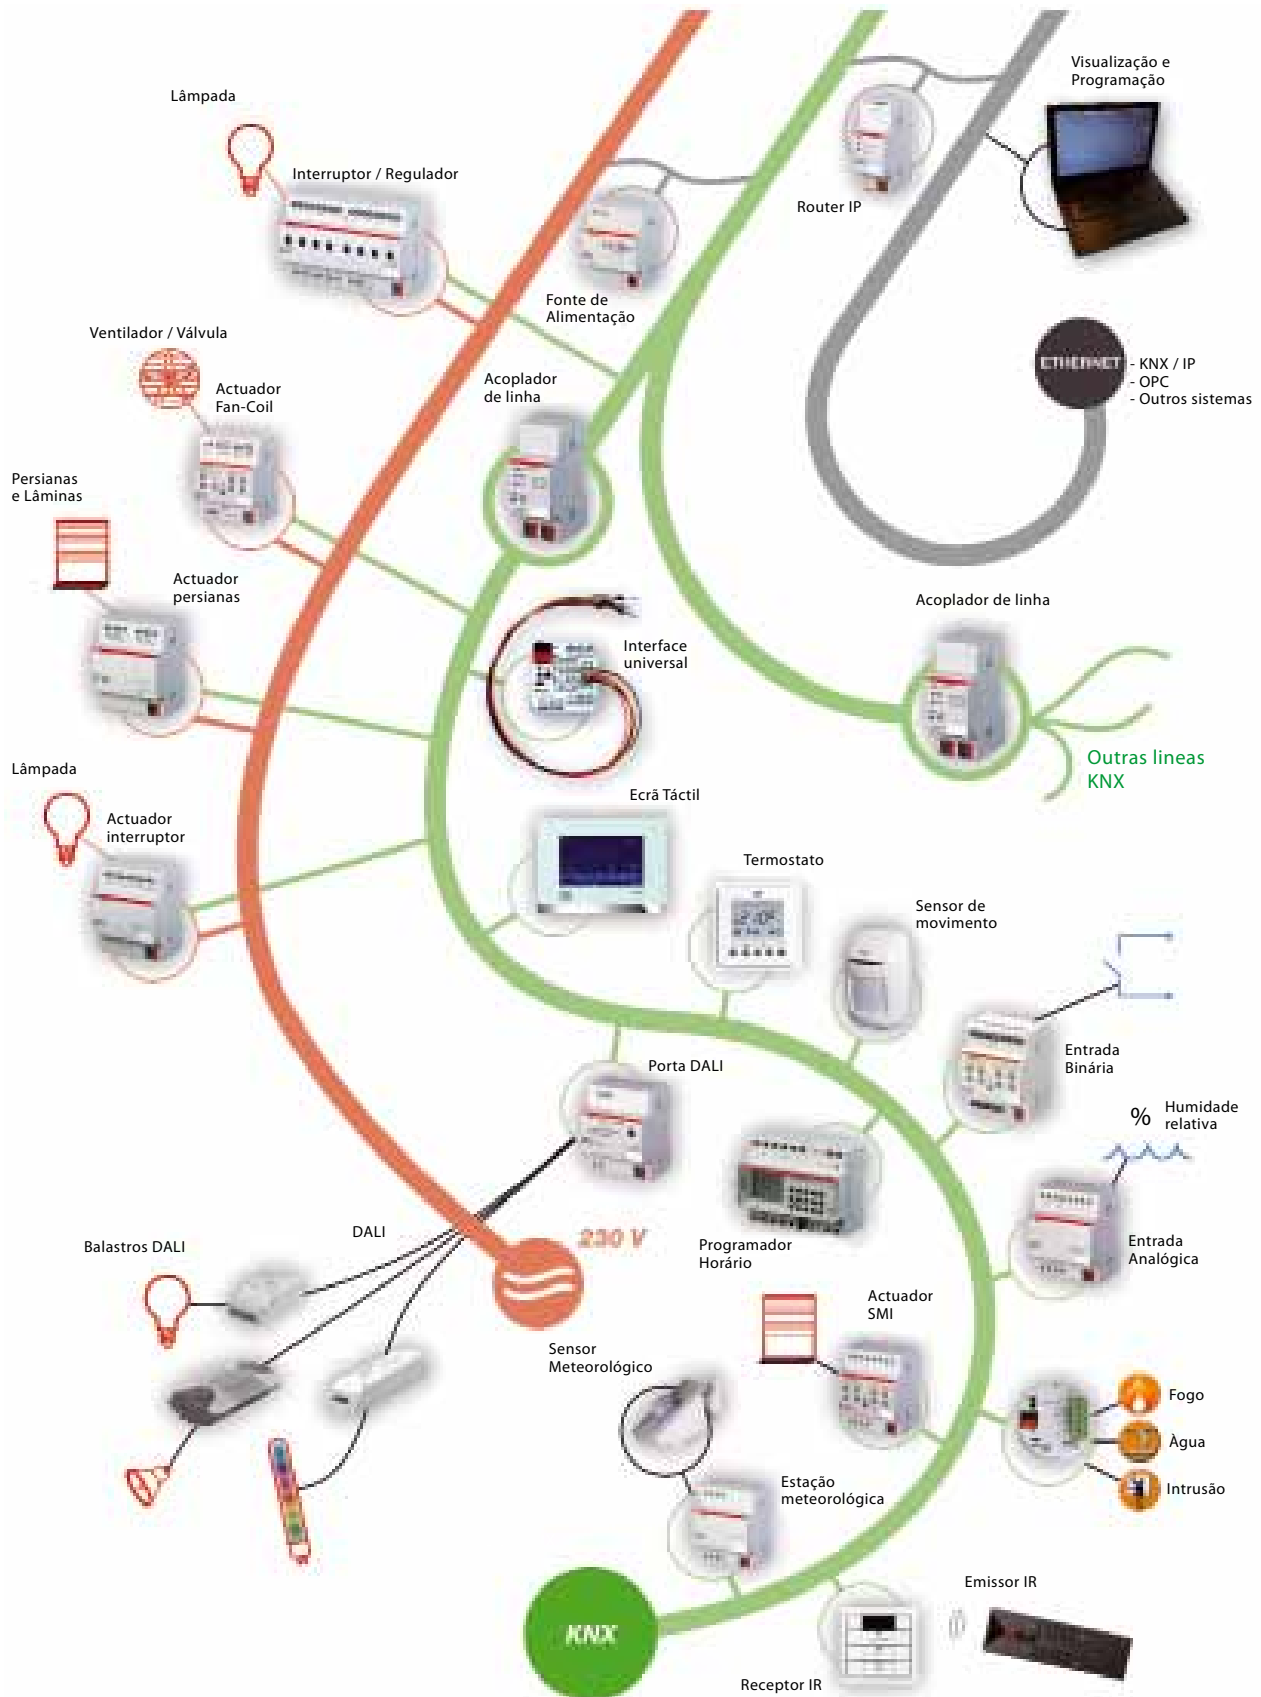 Visualização e
Programação
Lâmpada
Interruptor / Regulador
Router IP
Fonte de
Alimentação
Ventilador / Válvula
Actuador
Fan-Coil
Acoplador
de linha
ETHERNET
- KNX / IP
- OPC
- Outros sistemas
Persianas
e Lâminas
Actuador
persianas
Interface
universal
Acoplador de linha
Outras lineas
KNX
Lâmpada
Actuador
interruptor
Ecrã Táctil
Termostato
Sensor de
movimento
Entrada
Binária
Porta DALI
%
Humidade
relativa
DALI
Balastros DALI
230 V
Programador
Horário
Entrada
Analógica
Actuador
SMI
Sensor
Meteorológico
Fogo
Àgua
Intrusão
Estação
meteorológica
KNX
Emissor IR
Receptor IR